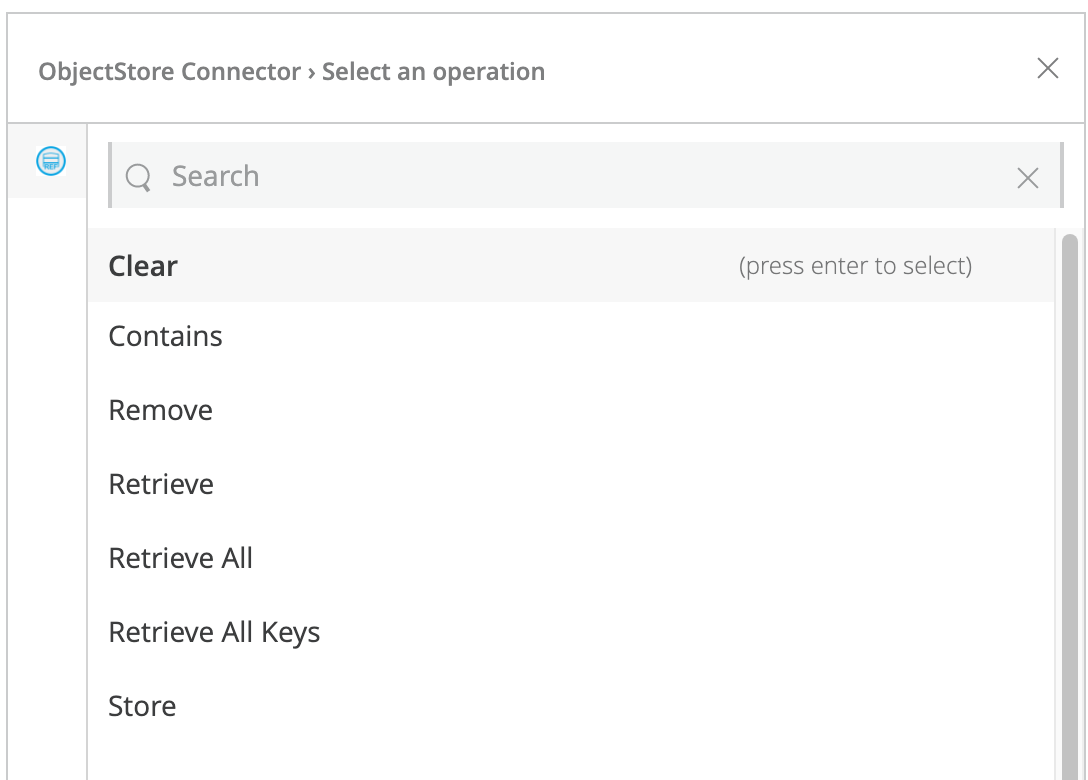 ObjectStore Connector › Select an operation
Search
Clear (press enter to select)
Contains
Remove
Retrieve
Retrieve All
Retrieve All Keys
Store